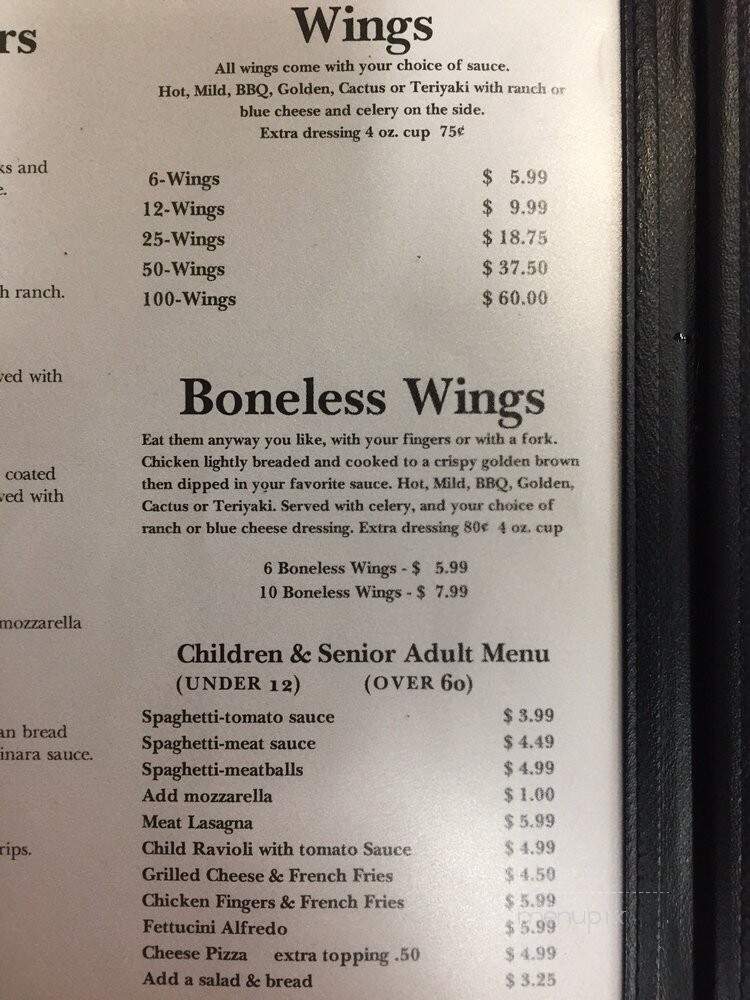 rs
ks and
h ranch.
ved with
coated
ved with
mozzarella
an bread
inara sauce.
rips.
Wings
All wings come with your choice of sauce.
Hot, Mild, BBQ, Golden, Cactus or Teriyaki with ranch or
blue cheese and celery on the side.
Extra dressing 4 oz. cup 75¢
6-Wings $ 5.99
12-Wings $ 9.99
25-Wings $ 18.75
50-Wings $ 37.50
100-Wings $ 60.00
Boneless Wings
Eat them anyway you like, with your fingers or with a fork.
Chicken lightly breaded and cooked to a crispy golden brown
then dipped in your favorite sauce. Hot, Mild, BBQ, Golden,
Cactus or Teriyaki. Served with celery, and your choice of
ranch or blue cheese dressing. Extra dressing 80¢ 4 oz. cup
6 Boneless Wings - $ 5.99
10 Boneless Wings - $ 7.99
Children & Senior Adult Menu
(UNDER 12) (OVER 60)
Spaghetti-tomato sauce $ 3.99
Spaghetti-meat sauce $ 4.49
Spaghetti-meatballs $ 4.99
Add mozzarella $ 1.00
Meat Lasagna $ 5.99
Child Ravioli with tomato Sauce $ 4.99
Grilled Cheese & French Fries $ 4.50
Chicken Fingers & French Fries $ 5.99
Fettucini Alfredo $ 5.99
Cheese Pizza extra topping .50 $ 4.99
Add a salad & bread $ 3.25